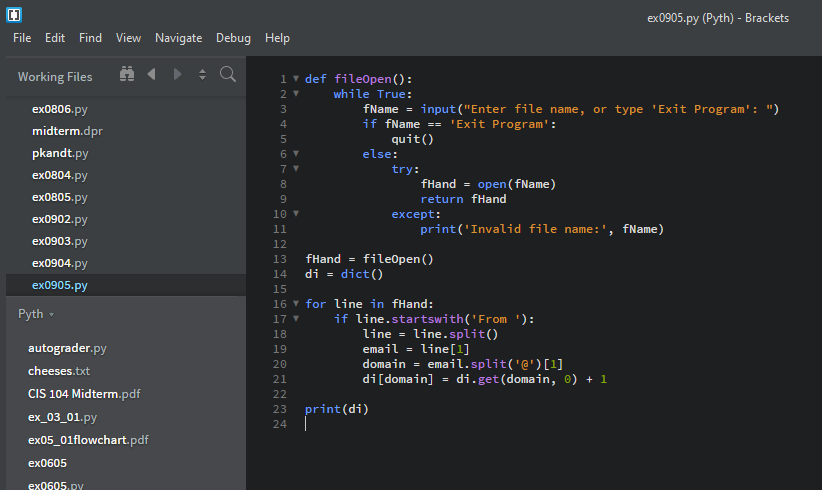 ex0905.py (Pyth) - Brackets
File Edit Find View Navigate Debug Help
Working Files
ex0806.py
midterm.dpr
pkandt.py
ex0804.py
ex0805.py
ex0902.py
ex0903.py
ex0904.py
ex0905.py
Pyth
autograder.py
cheeses.txt
CIS 104 Midterm.pdf
ex_03_01.py
ex05_01flowchart.pdf
ex0605
ex0605.py
1 def fileOpen():
2     while True:
3         fName = input("Enter file name, or type 'Exit Program': ")
4         if fName == 'Exit Program':
5             quit()
6         else:
7             try:
8                 fHand = open(fName)
9                 return fHand
10             except:
11                 print('Invalid file name:', fName)
12
13 fHand = fileOpen()
14 di = dict()
15
16 for line in fHand:
17     if line.startswith('From '):
18         line = line.split()
19         email = line[1]
20         domain = email.split('@')[1]
21         di[domain] = di.get(domain, 0) + 1
22
23 print(di)
24